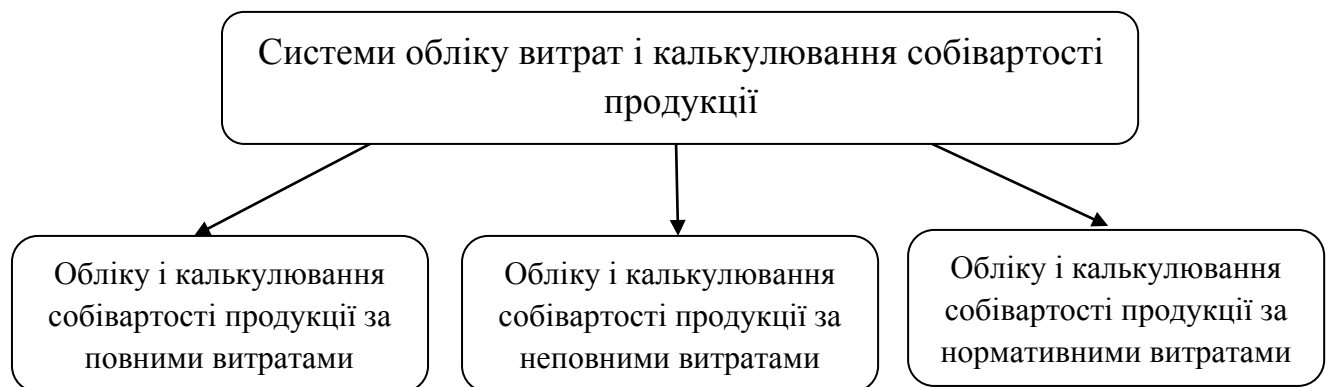 Системи обліку витрат і калькулювання собівартості
продукції
Обліку і калькулювання
собівартості продукції за
повними витратами
Обліку і калькулювання
собівартості продукції за
неповними витратами
Обліку і калькулювання
собівартості продукції за
нормативними витратами